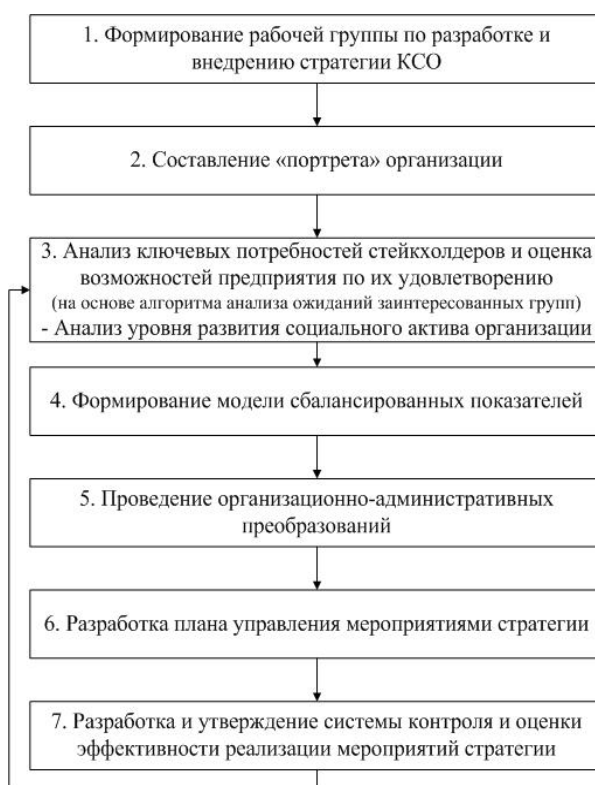 1. Формирование рабочей группы по разработке и
внедрению стратегии КСО
2. Составление «портрета» организации
3. Анализ ключевых потребностей стейкхолдеров и оценка
возможностей предприятия по их удовлетворению
(на основе алгоритма анализа ожиданий заинтересованных групп)
- Анализ уровня развития социального актива организации
4. Формирование модели сбалансированных показателей
5. Проведение организационно-административных
преобразований
6. Разработка плана управления мероприятиями стратегии
7. Разработка и утверждение системы контроля и оценки
эффективности реализации мероприятий стратегии